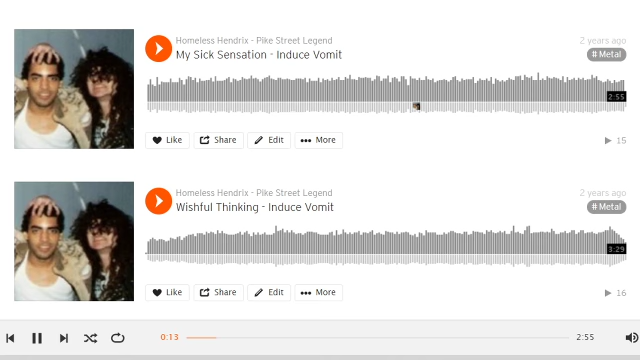 Homeless Hendrix - Pike Street Legend
2 years ago
My Sick Sensation - Induce Vomit
# Metal
2:55
Like Share Edit More
15
Homeless Hendrix - Pike Street Legend
2 years ago
Wishful Thinking - Induce Vomit
# Metal
3:29
Like Share Edit More
16
0:13
2:55